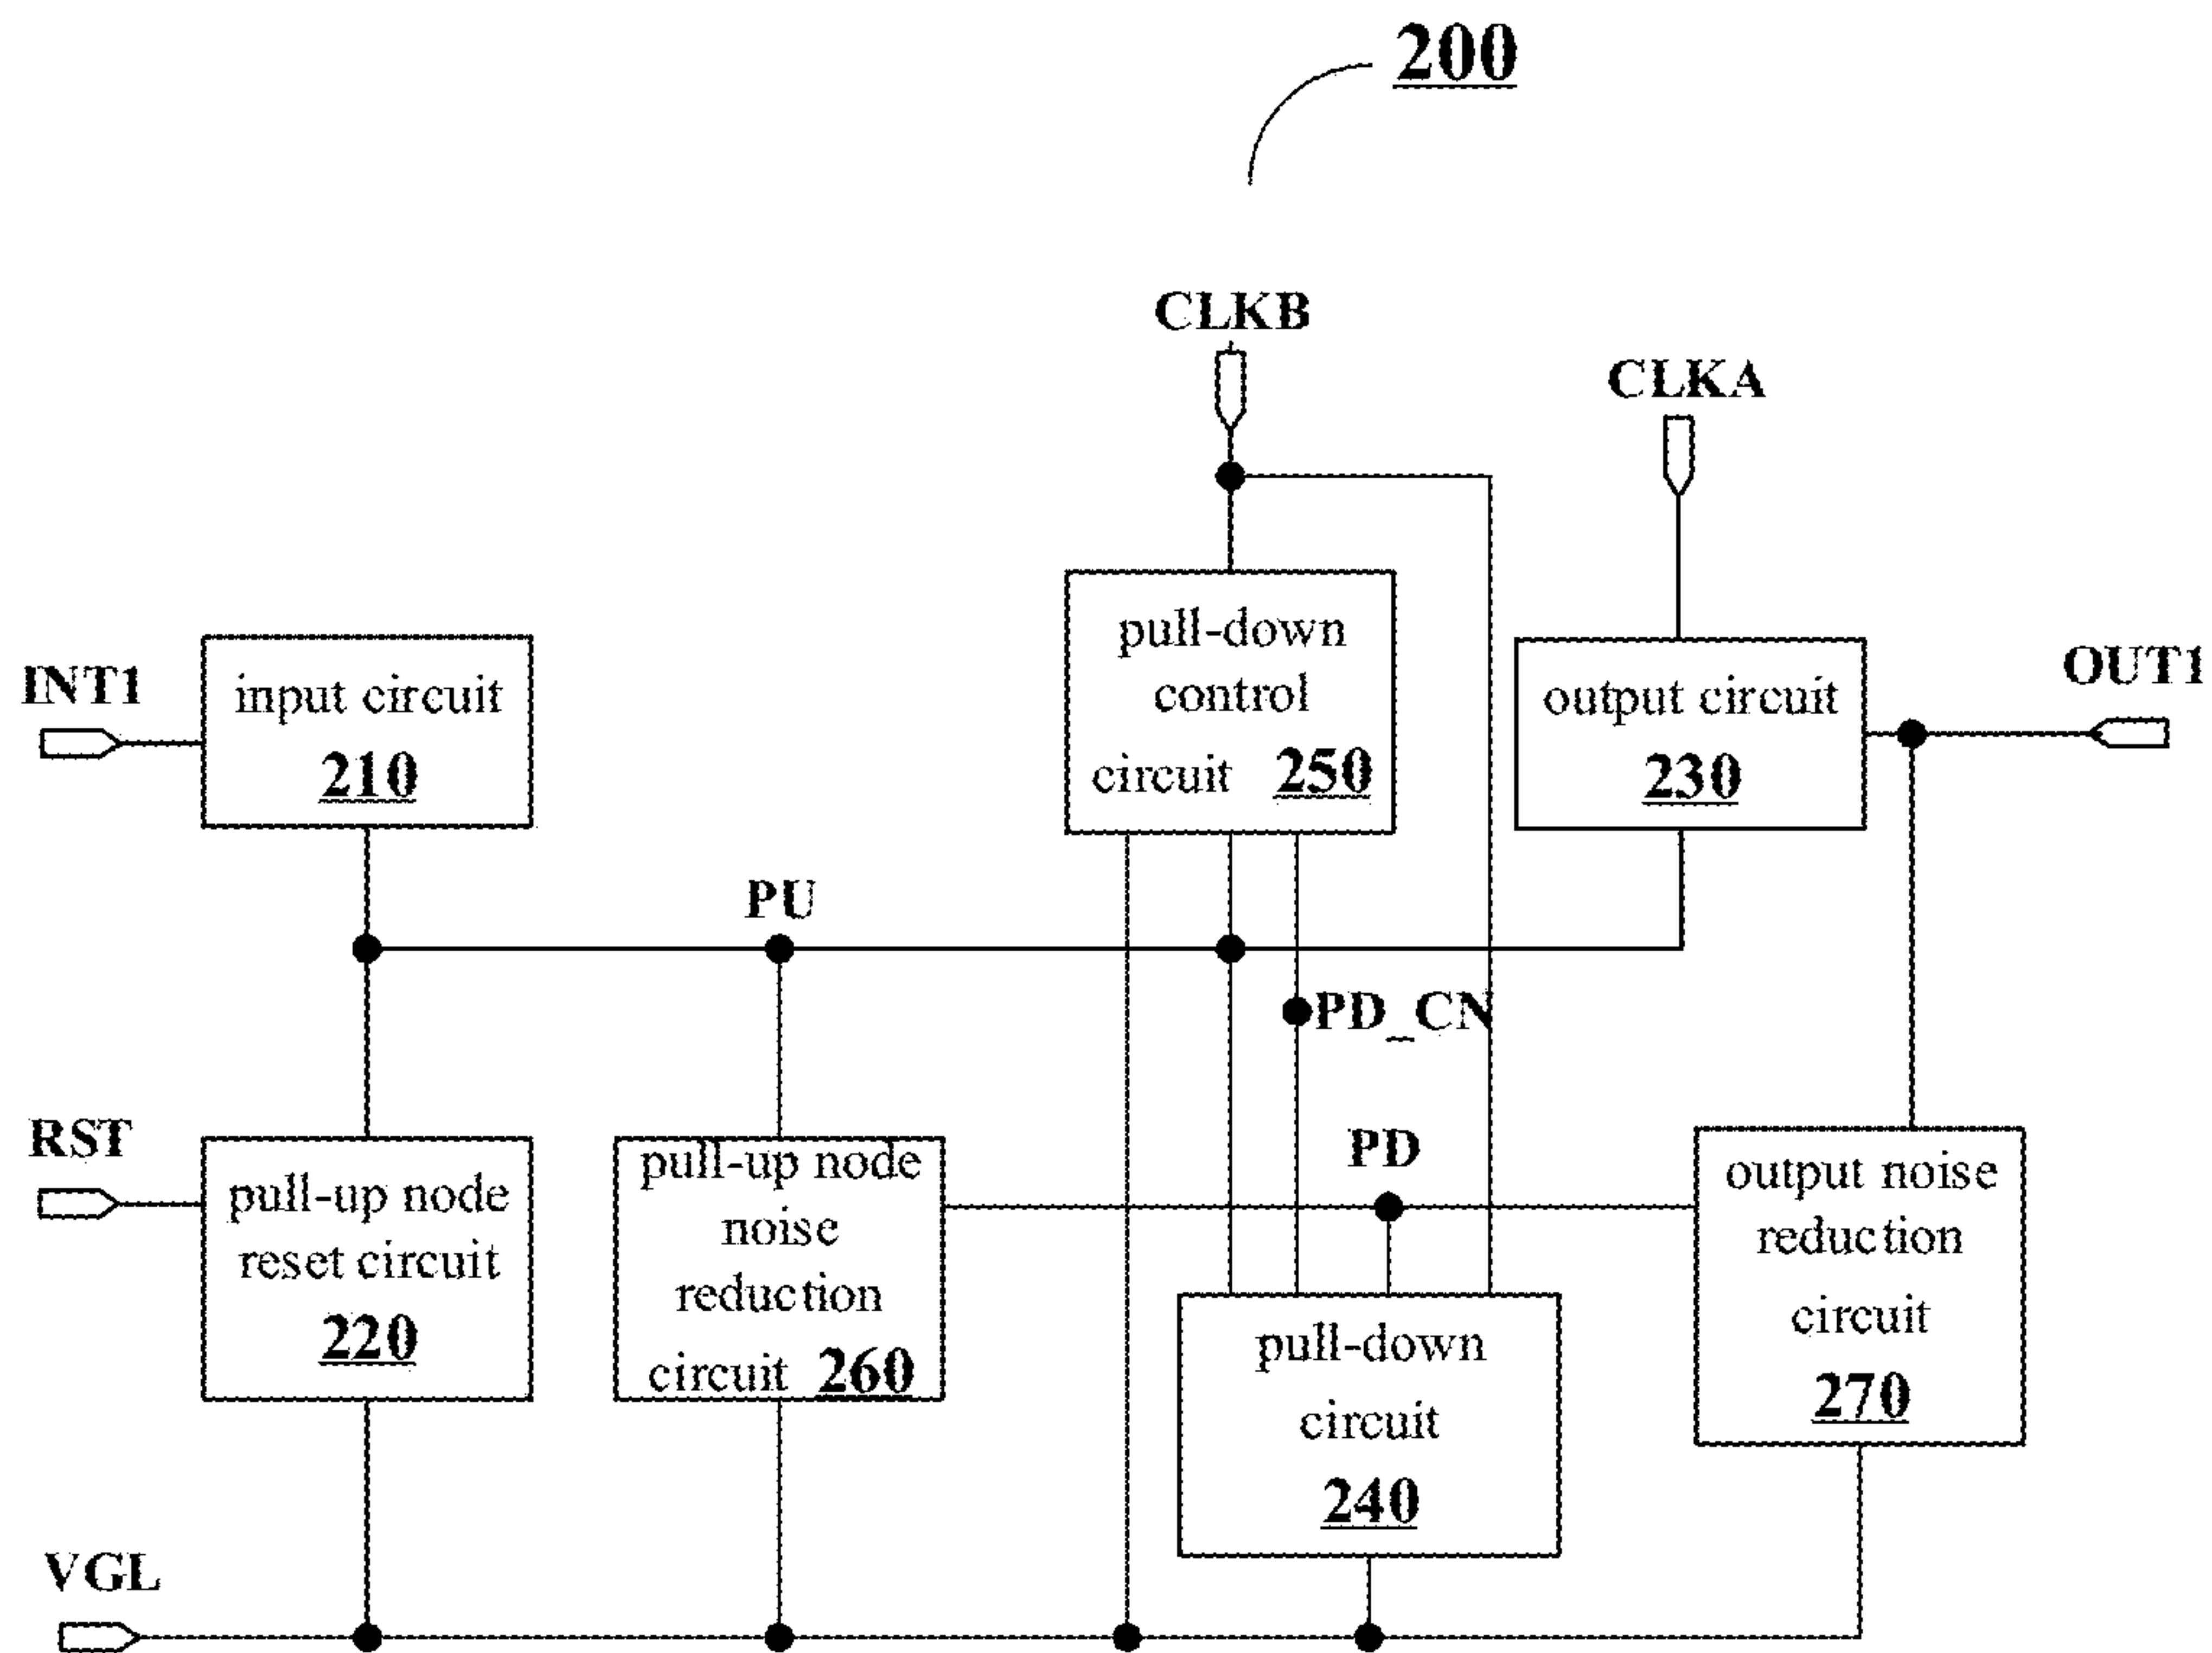 200
CLKB
CLKA
INT1
input circuit
210
pull-down
control
circuit 250
output circuit
230
OUT1
PU
PD_CN
RST
pull-up node
reset circuit
220
pull-up node
noise
reduction
circuit 260
PD
pull-down
circuit
240
output noise
reduction
circuit
270
VGL